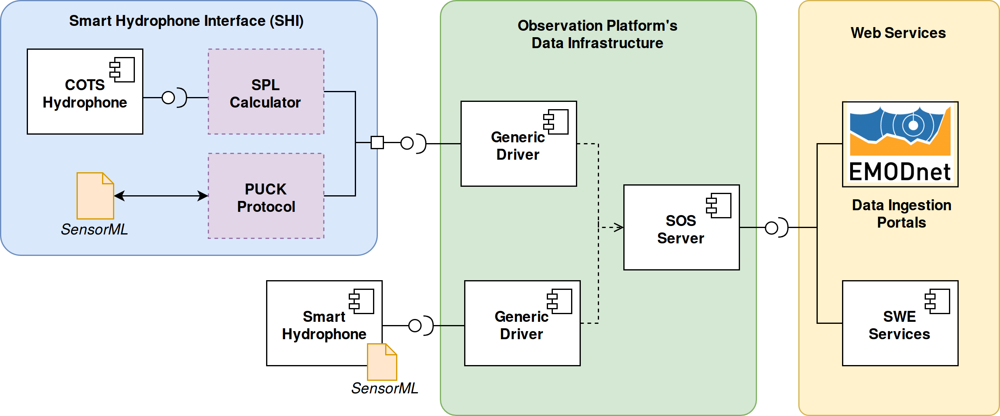 Smart Hydrophone Interface (SHI)
COTS
Hydrophone
SPL
Calculator
SensorML
PUCK
Protocol
Smart
Hydrophone
SensorML
Observation Platform's
Data Infrastructure
Generic
Driver
Generic
Driver
SOS
Server
Web Services
EMODnet
Data Ingestion
Portals
SWE
Services